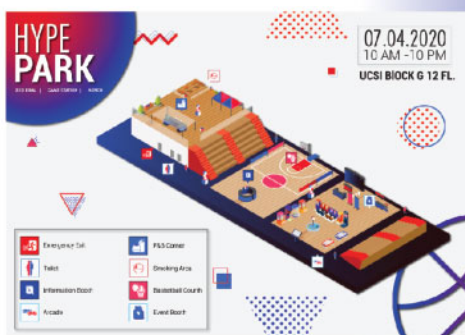 HYPE
PARK
07.04.2020
10 AM -10 PM
UCSI BLOCK G 12 FL.
Emergency Exit
F&B Corner
Toilet
Smoking Area
Information Booth
Basketball Courth
Arcade
Event Booth